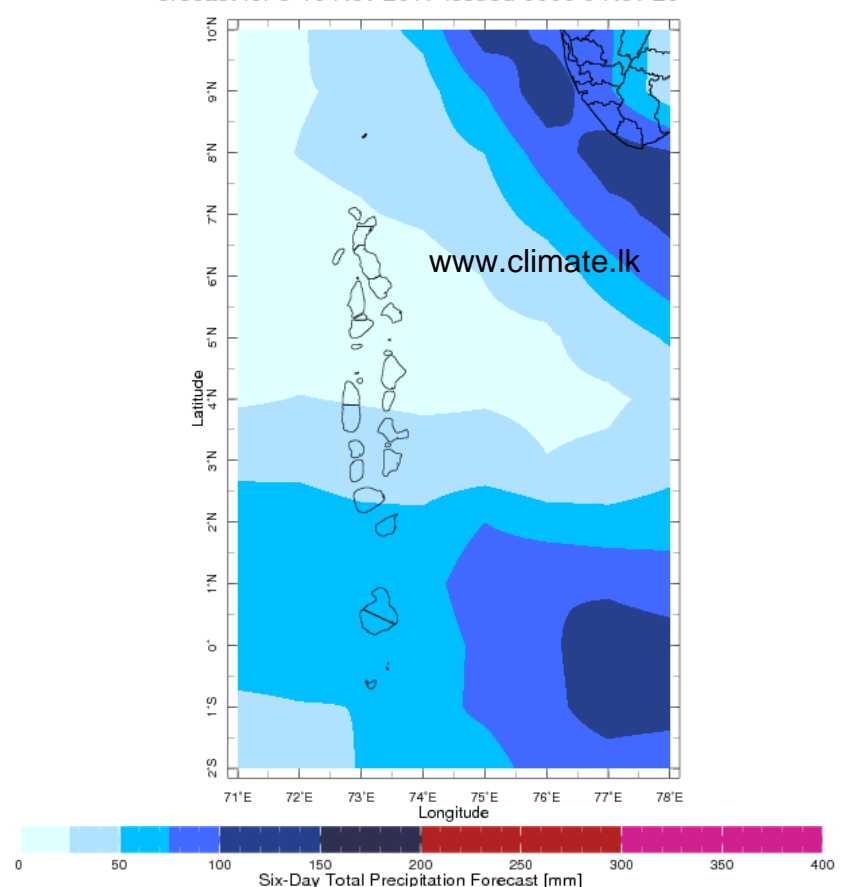 10°N
9°N
8°N
7°N
www.climate.lk
6°N
5°N
Latitude
4°N
3°N
2°N
1°N
0°
1°S
2°S
71°E 72°E 73°E 74°E 75°E 76°E 77°E 78°E
Longitude
0 50 100 150 200 250 300 350 400
Six-Day Total Precipitation Forecast [mm]